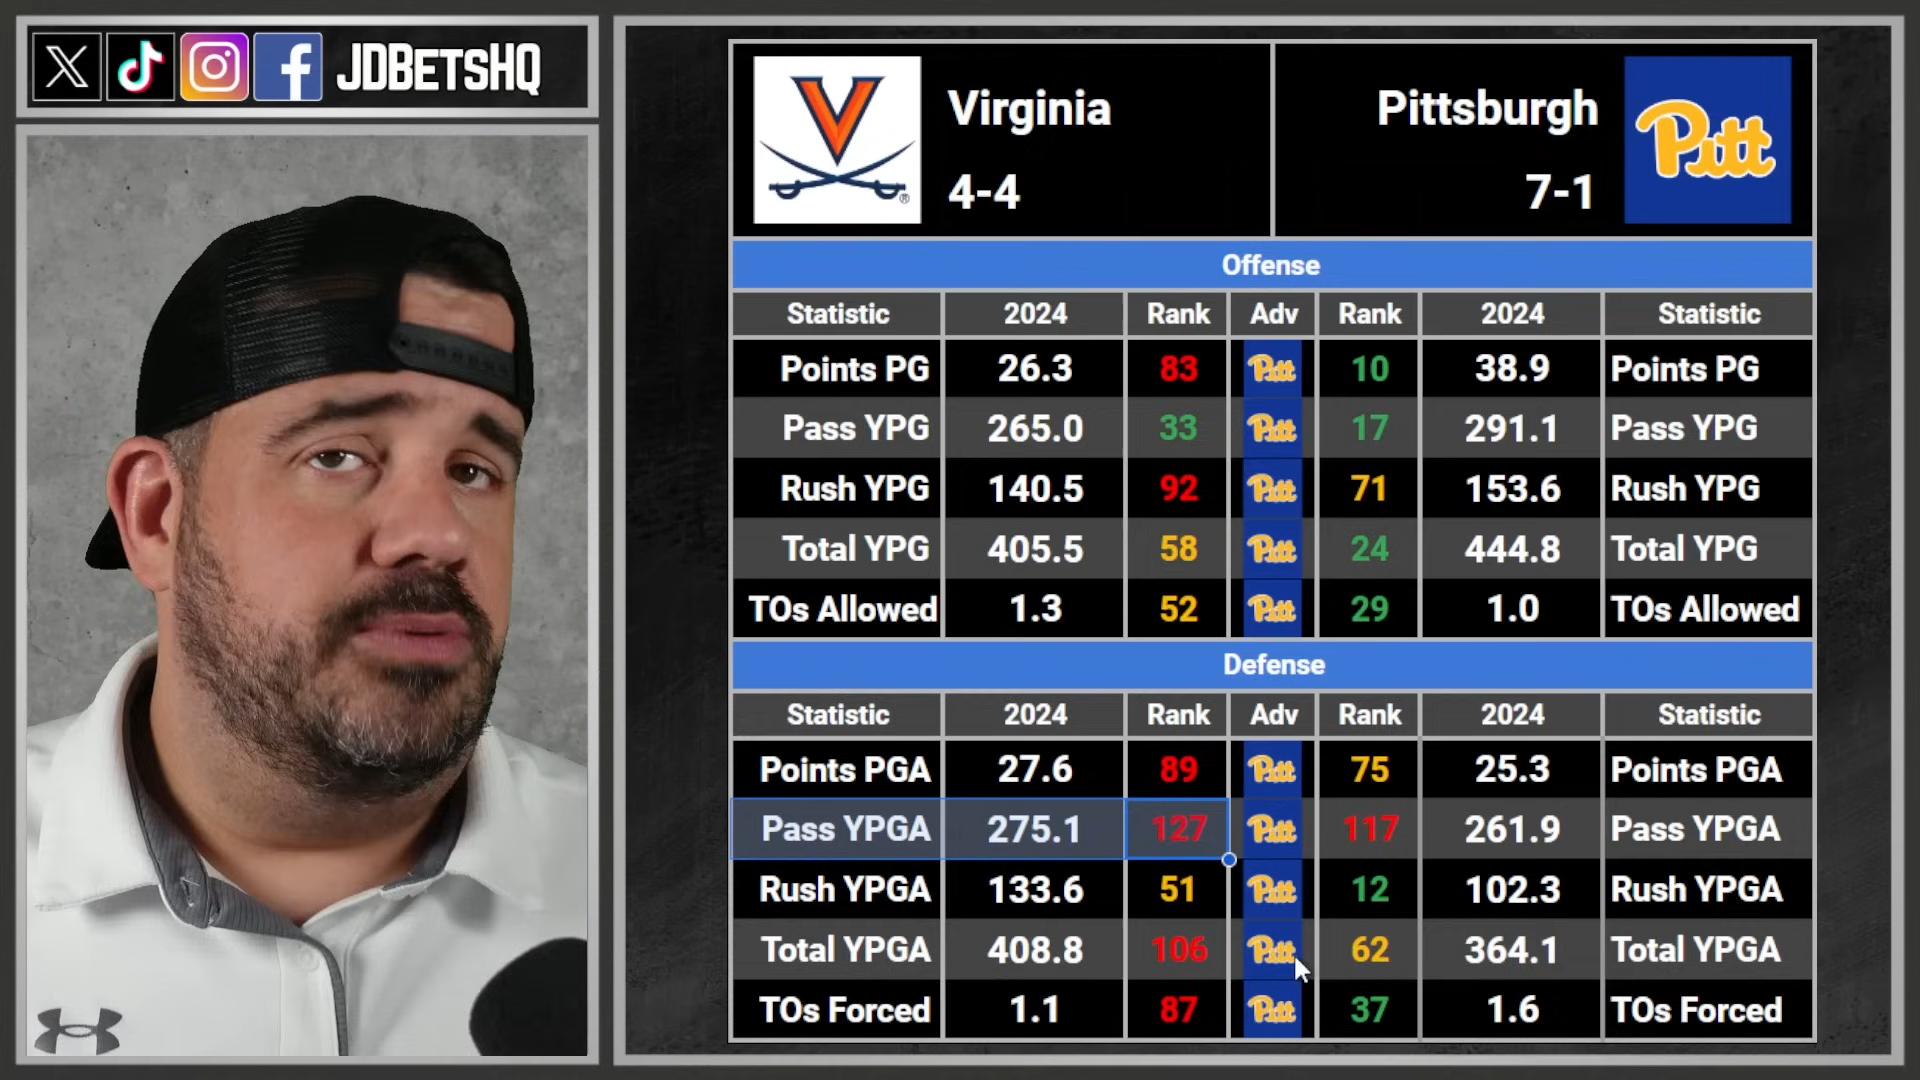 JDBetsHQ
Virginia Pittsburgh
4-4 7-1
Pitt
Offense
Statistic 2024 Rank Adv Rank 2024 Statistic
Points PG 26.3 83 Pitt 10 38.9 Points PG
Pass YPG 265.0 33 Pitt 17 291.1 Pass YPG
Rush YPG 140.5 92 Pitt 71 153.6 Rush YPG
Total YPG 405.5 58 Pitt 24 444.8 Total YPG
TOs Allowed 1.3 52 Pitt 29 1.0 TOs Allowed
Defense
Statistic 2024 Rank Adv Rank 2024 Statistic
Points PGA 27.6 89 Pitt 75 25.3 Points PGA
Pass YPGA 275.1 127 Pitt 117 261.9 Pass YPGA
Rush YPGA 133.6 51 Pitt 12 102.3 Rush YPGA
Total YPGA 408.8 106 Pitt 62 364.1 Total YPGA
TOs Forced 1.1 87 Pitt 37 1.6 TOs Forced